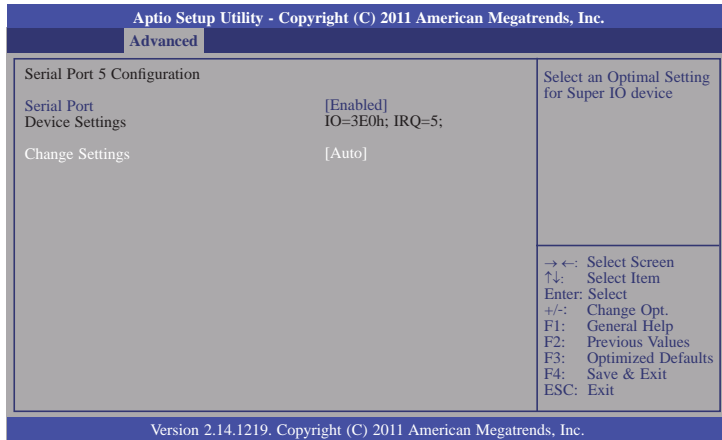 Aptio Setup Utility - Copyright (C) 2011 American Megatrends, Inc.
Advanced
Serial Port 5 Configuration
Serial Port [Enabled]
Device Settings IO=3E0h; IRQ=5;
Change Settings [Auto]
Select an Optimal Setting
for Super IO device
→ ←: Select Screen
↑↓: Select Item
Enter: Select
+/-: Change Opt.
F1: General Help
F2: Previous Values
F3: Optimized Defaults
F4: Save & Exit
ESC: Exit
Version 2.14.1219. Copyright (C) 2011 American Megatrends, Inc.